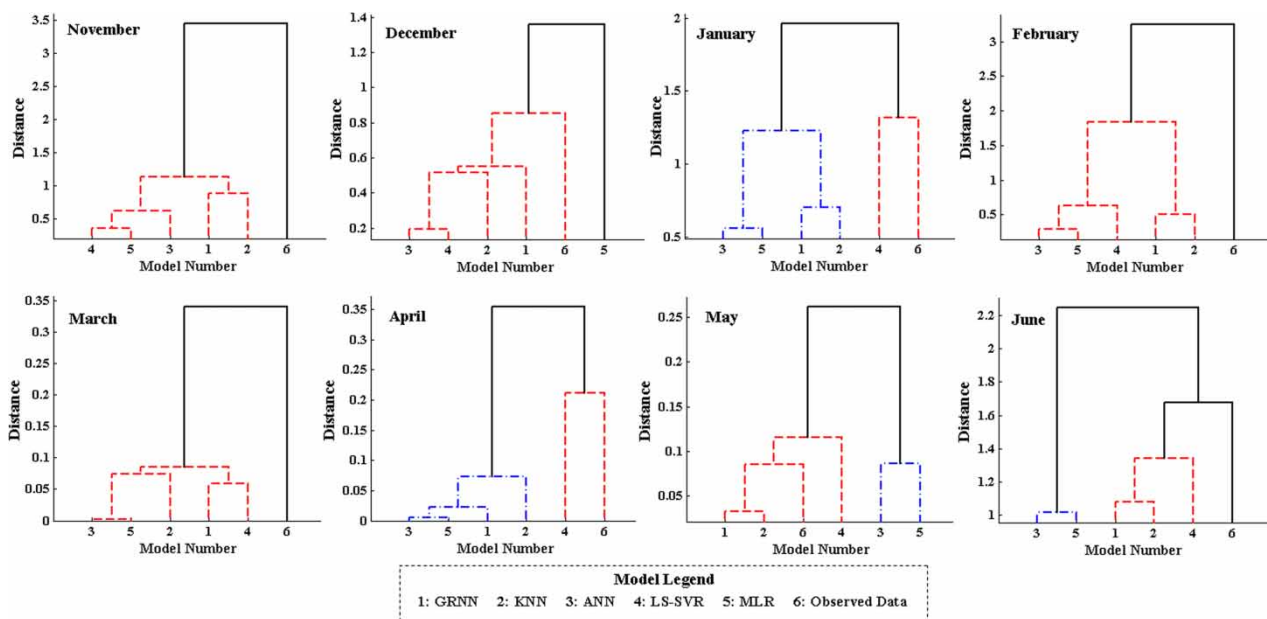 November
Distance
3.5
3
2.5
2
1.5
1
0.5
4 5 3 1 2 6
Model Number
December
Distance
1.4
1.2
1
0.8
0.6
0.4
0.2
3 4 2 1 6 5
Model Number
January
Distance
2
1.5
1
0.5
3 5 1 2 4 6
Model Number
February
Distance
3
2.5
2
1.5
1
0.5
3 5 4 1 2 6
Model Number
March
Distance
0.35
0.3
0.25
0.2
0.15
0.1
0.05
0
3 5 2 1 4 6
Model Number
April
Distance
0.35
0.3
0.25
0.2
0.15
0.1
0.05
0
3 5 1 2 4 6
Model Number
May
Distance
0.25
0.2
0.15
0.1
0.05
1 2 6 4 3 5
Model Number
June
Distance
2.2
2
1.8
1.6
1.4
1.2
1
3 5 1 2 4 6
Model Number
Model Legend
1: GRNN 2: KNN 3: ANN 4: LS-SVR 5: MLR 6: Observed Data